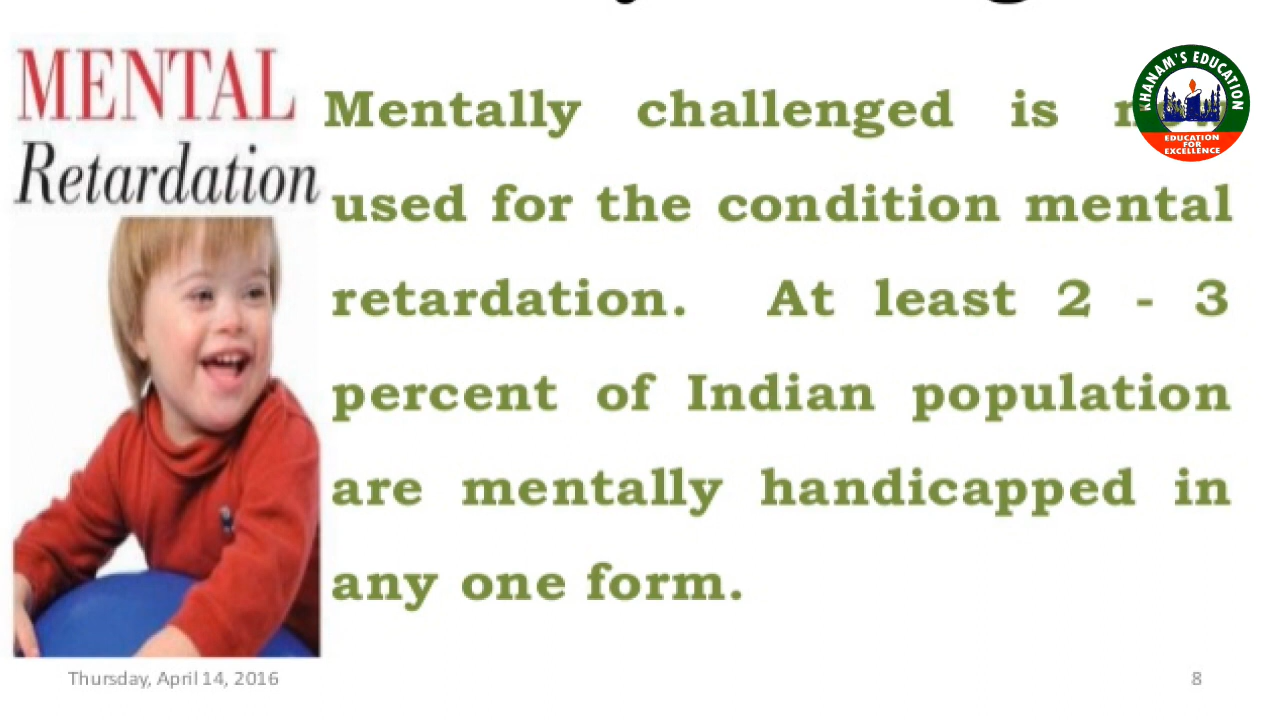 MENTAL
Retardation
Mentally challenged is now
used for the condition mental
retardation. At least 2 - 3
percent of Indian population
are mentally handicapped in
any one form.
KHANAM'S EDUCATION
EDUCATION
FOR
EXCELLENCE
Thursday, April 14, 2016
8